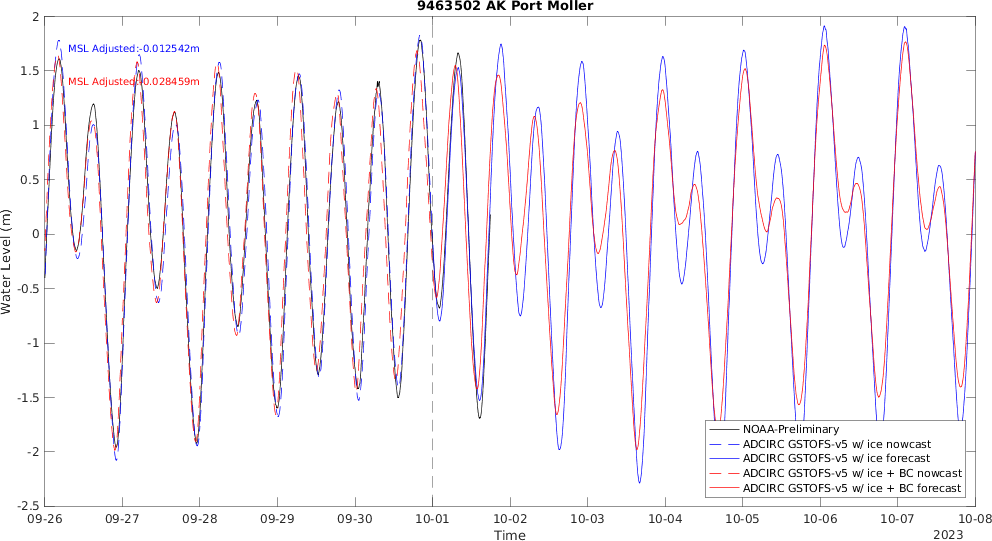 9463502 AK Port Moller
MSL Adjusted:-0.012542m
MSL Adjusted:-0.028459m
2
1.5
1
0.5
0
-0.5
-1
-1.5
-2
-2.5
Water Level (m)
NOAA-Preliminary
ADCIRC GSTOFS-v5 w/ ice nowcast
ADCIRC GSTOFS-v5 w/ ice forecast
ADCIRC GSTOFS-v5 w/ ice + BC nowcast
ADCIRC GSTOFS-v5 w/ ice + BC forecast
09-26 09-27 09-28 09-29 09-30 10-01 10-02 10-03 10-04 10-05 10-06 10-07 10-08
Time
2023